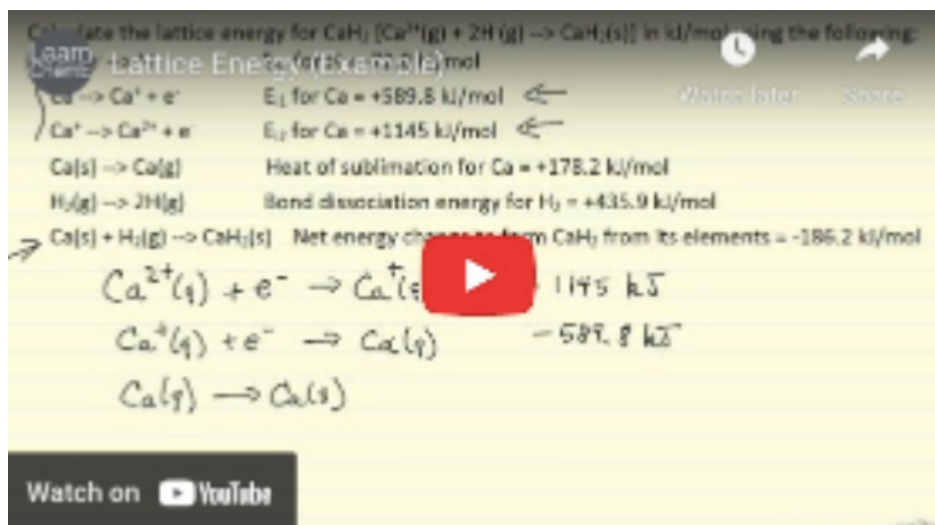 Calculate the lattice energy for CaH₂ [Ca²⁺(g) + 2H⁻(g) --> CaH₂(s)] in kJ/mol using the following:
Learn
Lattice Energy (Example)
Watch later Share
Ca --> Ca⁺ + e⁻ Eᵢ₁ for Ca = +589.8 kJ/mol
Ca⁺ --> Ca²⁺ + e⁻ Eᵢ₂ for Ca = +1145 kJ/mol
Ca(s) --> Ca(g) Heat of sublimation for Ca = +178.2 kJ/mol
H₂(g) --> 2H(g) Bond dissociation energy for H₂ = +435.9 kJ/mol
Ca(s) + H₂(g) --> CaH₂(s) Net energy change to form CaH₂ from its elements = -186.2 kJ/mol
Ca²⁺(g) + e⁻ → Ca⁺ 1145 kJ
Ca⁺(g) + e⁻ → Ca(g) -589.8 kJ
Ca(g) → Ca(s)
Watch on YouTube